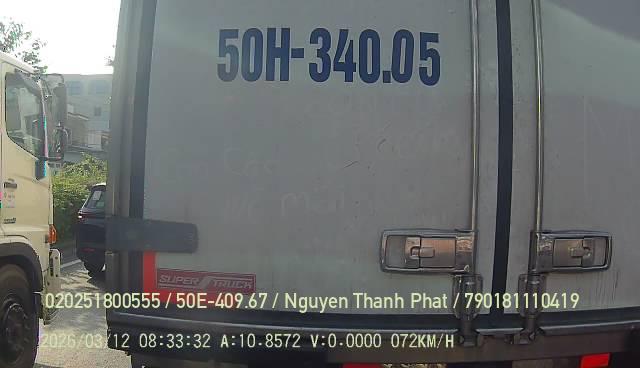 50H-340.05
SUPER TRUCK
020251800555 / 50E-409.67 / Nguyen Thanh Phat / 790181110419
2026/03/12 08:33:32 A:10.8572 V:0.0000 072KM/H